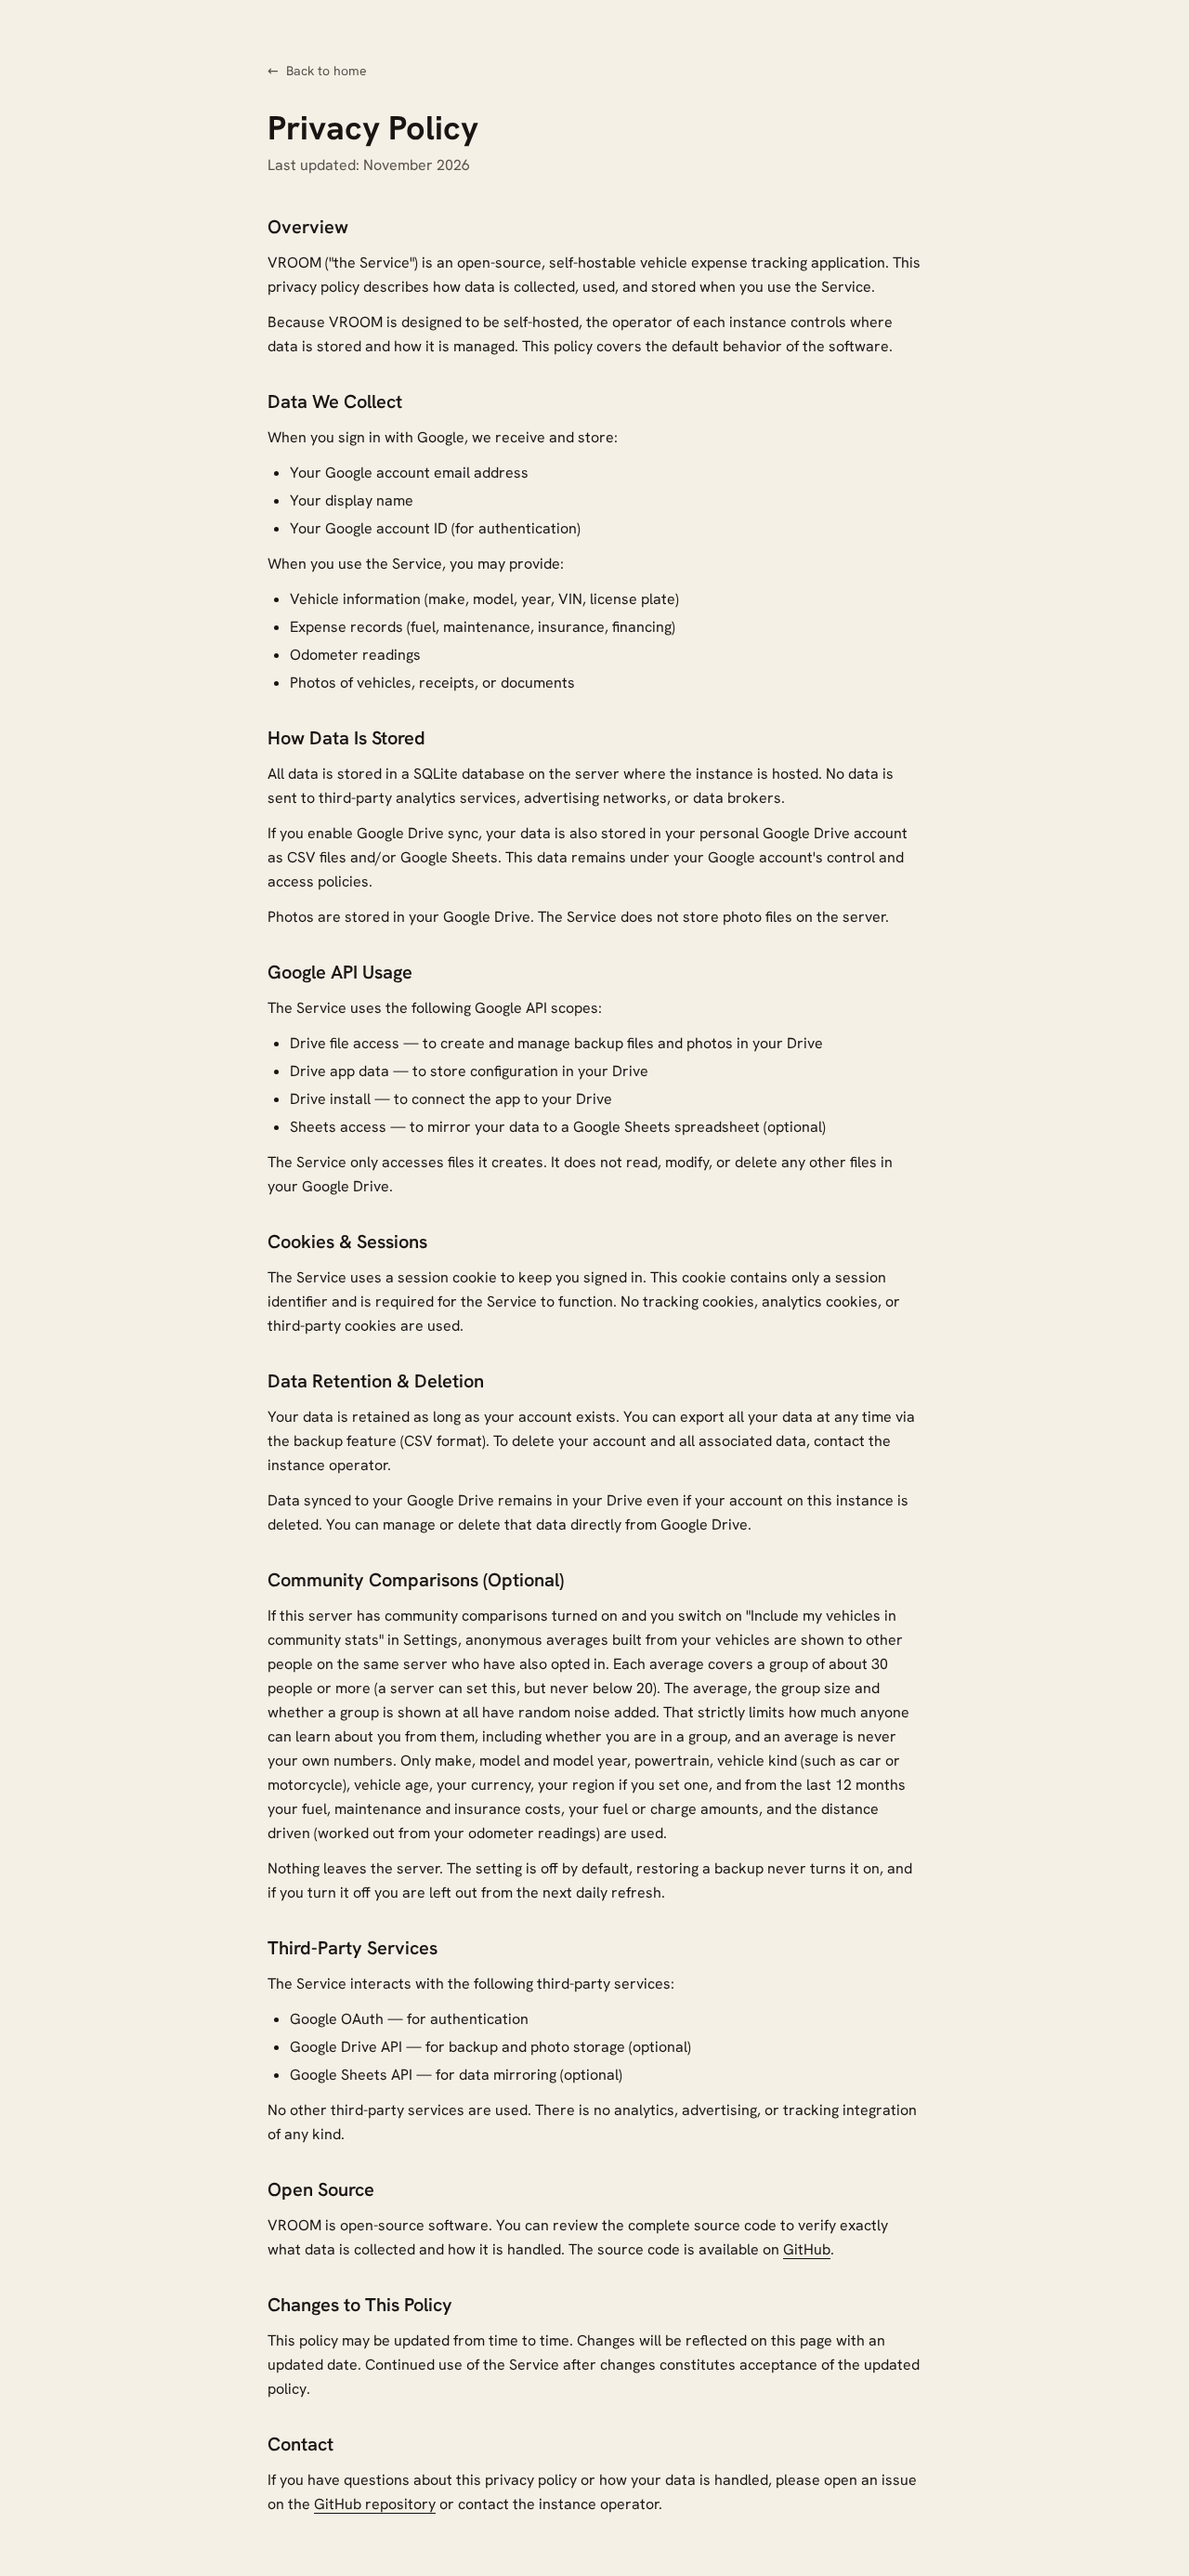 ← Back to home
Privacy Policy
Last updated: November 2026
Overview
VROOM ("the Service") is an open-source, self-hostable vehicle expense tracking application. This
privacy policy describes how data is collected, used, and stored when you use the Service.
Because VROOM is designed to be self-hosted, the operator of each instance controls where
data is stored and how it is managed. This policy covers the default behavior of the software.
Data We Collect
When you sign in with Google, we receive and store:
• Your Google account email address
• Your display name
• Your Google account ID (for authentication)
When you use the Service, you may provide:
• Vehicle information (make, model, year, VIN, license plate)
• Expense records (fuel, maintenance, insurance, financing)
• Odometer readings
• Photos of vehicles, receipts, or documents
How Data Is Stored
All data is stored in a SQLite database on the server where the instance is hosted. No data is
sent to third-party analytics services, advertising networks, or data brokers.
If you enable Google Drive sync, your data is also stored in your personal Google Drive account
as CSV files and/or Google Sheets. This data remains under your Google account's control and
access policies.
Photos are stored in your Google Drive. The Service does not store photo files on the server.
Google API Usage
The Service uses the following Google API scopes:
• Drive file access — to create and manage backup files and photos in your Drive
• Drive app data — to store configuration in your Drive
• Drive install — to connect the app to your Drive
• Sheets access — to mirror your data to a Google Sheets spreadsheet (optional)
The Service only accesses files it creates. It does not read, modify, or delete any other files in
your Google Drive.
Cookies & Sessions
The Service uses a session cookie to keep you signed in. This cookie contains only a session
identifier and is required for the Service to function. No tracking cookies, analytics cookies, or
third-party cookies are used.
Data Retention & Deletion
Your data is retained as long as your account exists. You can export all your data at any time via
the backup feature (CSV format). To delete your account and all associated data, contact the
instance operator.
Data synced to your Google Drive remains in your Drive even if your account on this instance is
deleted. You can manage or delete that data directly from Google Drive.
Community Comparisons (Optional)
If this server has community comparisons turned on and you switch on "Include my vehicles in
community stats" in Settings, anonymous averages built from your vehicles are shown to other
people on the same server who have also opted in. Each average covers a group of about 30
people or more (a server can set this, but never below 20). The average, the group size and
whether a group is shown at all have random noise added. That strictly limits how much anyone
can learn about you from them, including whether you are in a group, and an average is never
your own numbers. Only make, model and model year, powertrain, vehicle kind (such as car or
motorcycle), vehicle age, your currency, your region if you set one, and from the last 12 months
your fuel, maintenance and insurance costs, your fuel or charge amounts, and the distance
driven (worked out from your odometer readings) are used.
Nothing leaves the server. The setting is off by default, restoring a backup never turns it on, and
if you turn it off you are left out from the next daily refresh.
Third-Party Services
The Service interacts with the following third-party services:
• Google OAuth — for authentication
• Google Drive API — for backup and photo storage (optional)
• Google Sheets API — for data mirroring (optional)
No other third-party services are used. There is no analytics, advertising, or tracking integration
of any kind.
Open Source
VROOM is open-source software. You can review the complete source code to verify exactly
what data is collected and how it is handled. The source code is available on GitHub.
Changes to This Policy
This policy may be updated from time to time. Changes will be reflected on this page with an
updated date. Continued use of the Service after changes constitutes acceptance of the updated
policy.
Contact
If you have questions about this privacy policy or how your data is handled, please open an issue
on the GitHub repository or contact the instance operator.